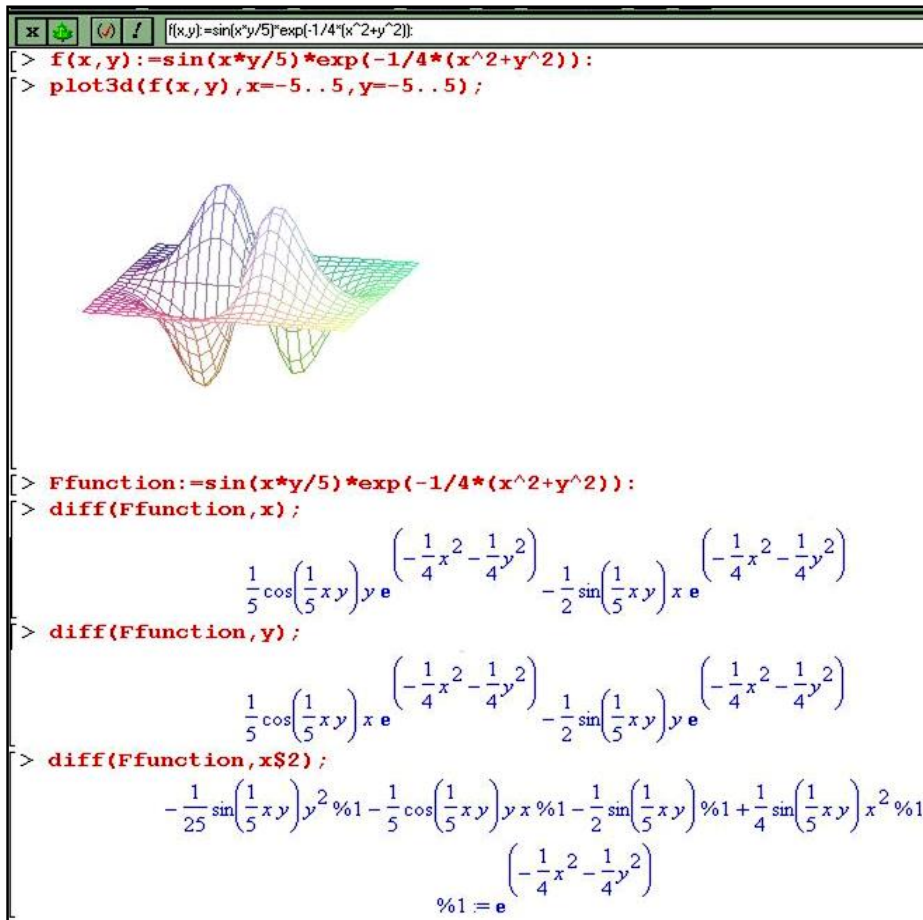 f(x,y):=sin(x*y/5)*exp(-1/4*(x^2+y^2)):
[> f(x,y):=sin(x*y/5)*exp(-1/4*(x^2+y^2)):
[> plot3d(f(x,y),x=-5..5,y=-5..5);
[> Ffunction:=sin(x*y/5)*exp(-1/4*(x^2+y^2)):
[> diff(Ffunction,x);
1/5 cos(1/5 x y) y e^(-1/4 x^2 - 1/4 y^2) - 1/2 sin(1/5 x y) x e^(-1/4 x^2 - 1/4 y^2)
[> diff(Ffunction,y);
1/5 cos(1/5 x y) x e^(-1/4 x^2 - 1/4 y^2) - 1/2 sin(1/5 x y) y e^(-1/4 x^2 - 1/4 y^2)
[> diff(Ffunction,x$2);
-1/25 sin(1/5 x y) y^2 %1 - 1/5 cos(1/5 x y) y x %1 - 1/2 sin(1/5 x y) %1 + 1/4 sin(1/5 x y) x^2 %1
%1 := e^(-1/4 x^2 - 1/4 y^2)